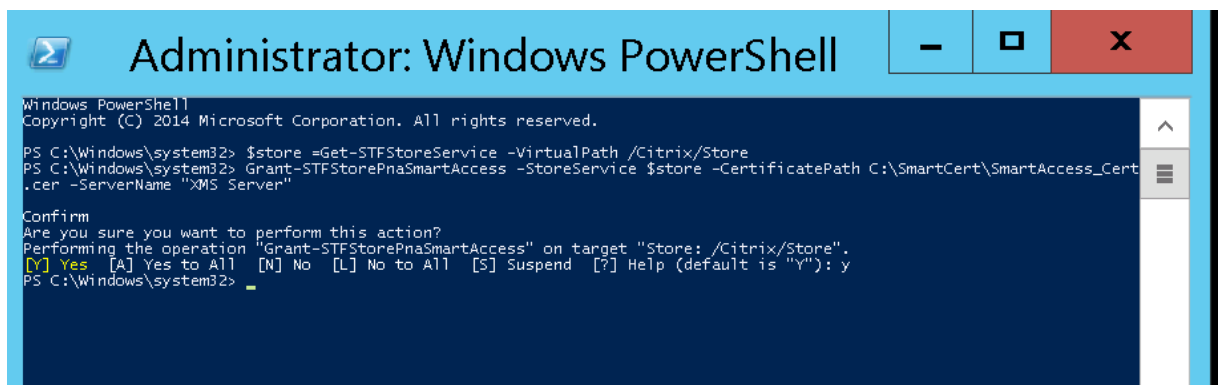 Administrator: Windows PowerShell
Windows PowerShell
Copyright (C) 2014 Microsoft Corporation. All rights reserved.
PS C:\Windows\system32> $store =Get-STFStoreService -VirtualPath /Citrix/Store
PS C:\Windows\system32> Grant-STFStorePnaSmartAccess -StoreService $store -CertificatePath C:\SmartCert\SmartAccess_Cert
.cer -ServerName "XMS Server"
Confirm
Are you sure you want to perform this action?
Performing the operation "Grant-STFStorePnaSmartAccess" on target "Store: /Citrix/Store".
[Y] Yes  [A] Yes to All  [N] No  [L] No to All  [S] Suspend  [?] Help (default is "Y"): y
PS C:\Windows\system32> _